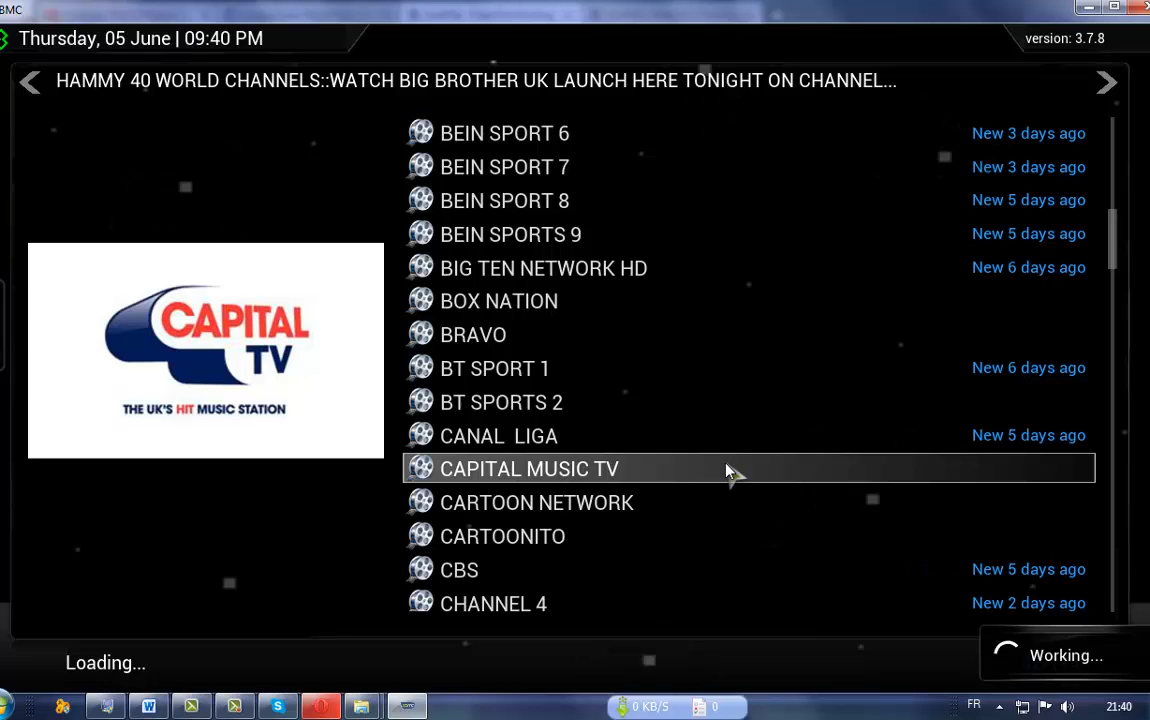 BMC
Thursday, 05 June | 09:40 PM
version: 3.7.8
HAMMY 40 WORLD CHANNELS::WATCH BIG BROTHER UK LAUNCH HERE TONIGHT ON CHANNEL...
BEIN SPORT 6 New 3 days ago
BEIN SPORT 7 New 3 days ago
BEIN SPORT 8 New 5 days ago
BEIN SPORTS 9 New 5 days ago
BIG TEN NETWORK HD New 6 days ago
BOX NATION
BRAVO
BT SPORT 1 New 6 days ago
BT SPORTS 2
CANAL  LIGA New 5 days ago
CAPITAL MUSIC TV
CARTOON NETWORK
CARTOONITO
CBS New 5 days ago
CHANNEL 4 New 2 days ago
CAPITAL
TV
THE UK'S HIT MUSIC STATION
Loading...
Working...
0 KB/S 0
FR
21:40